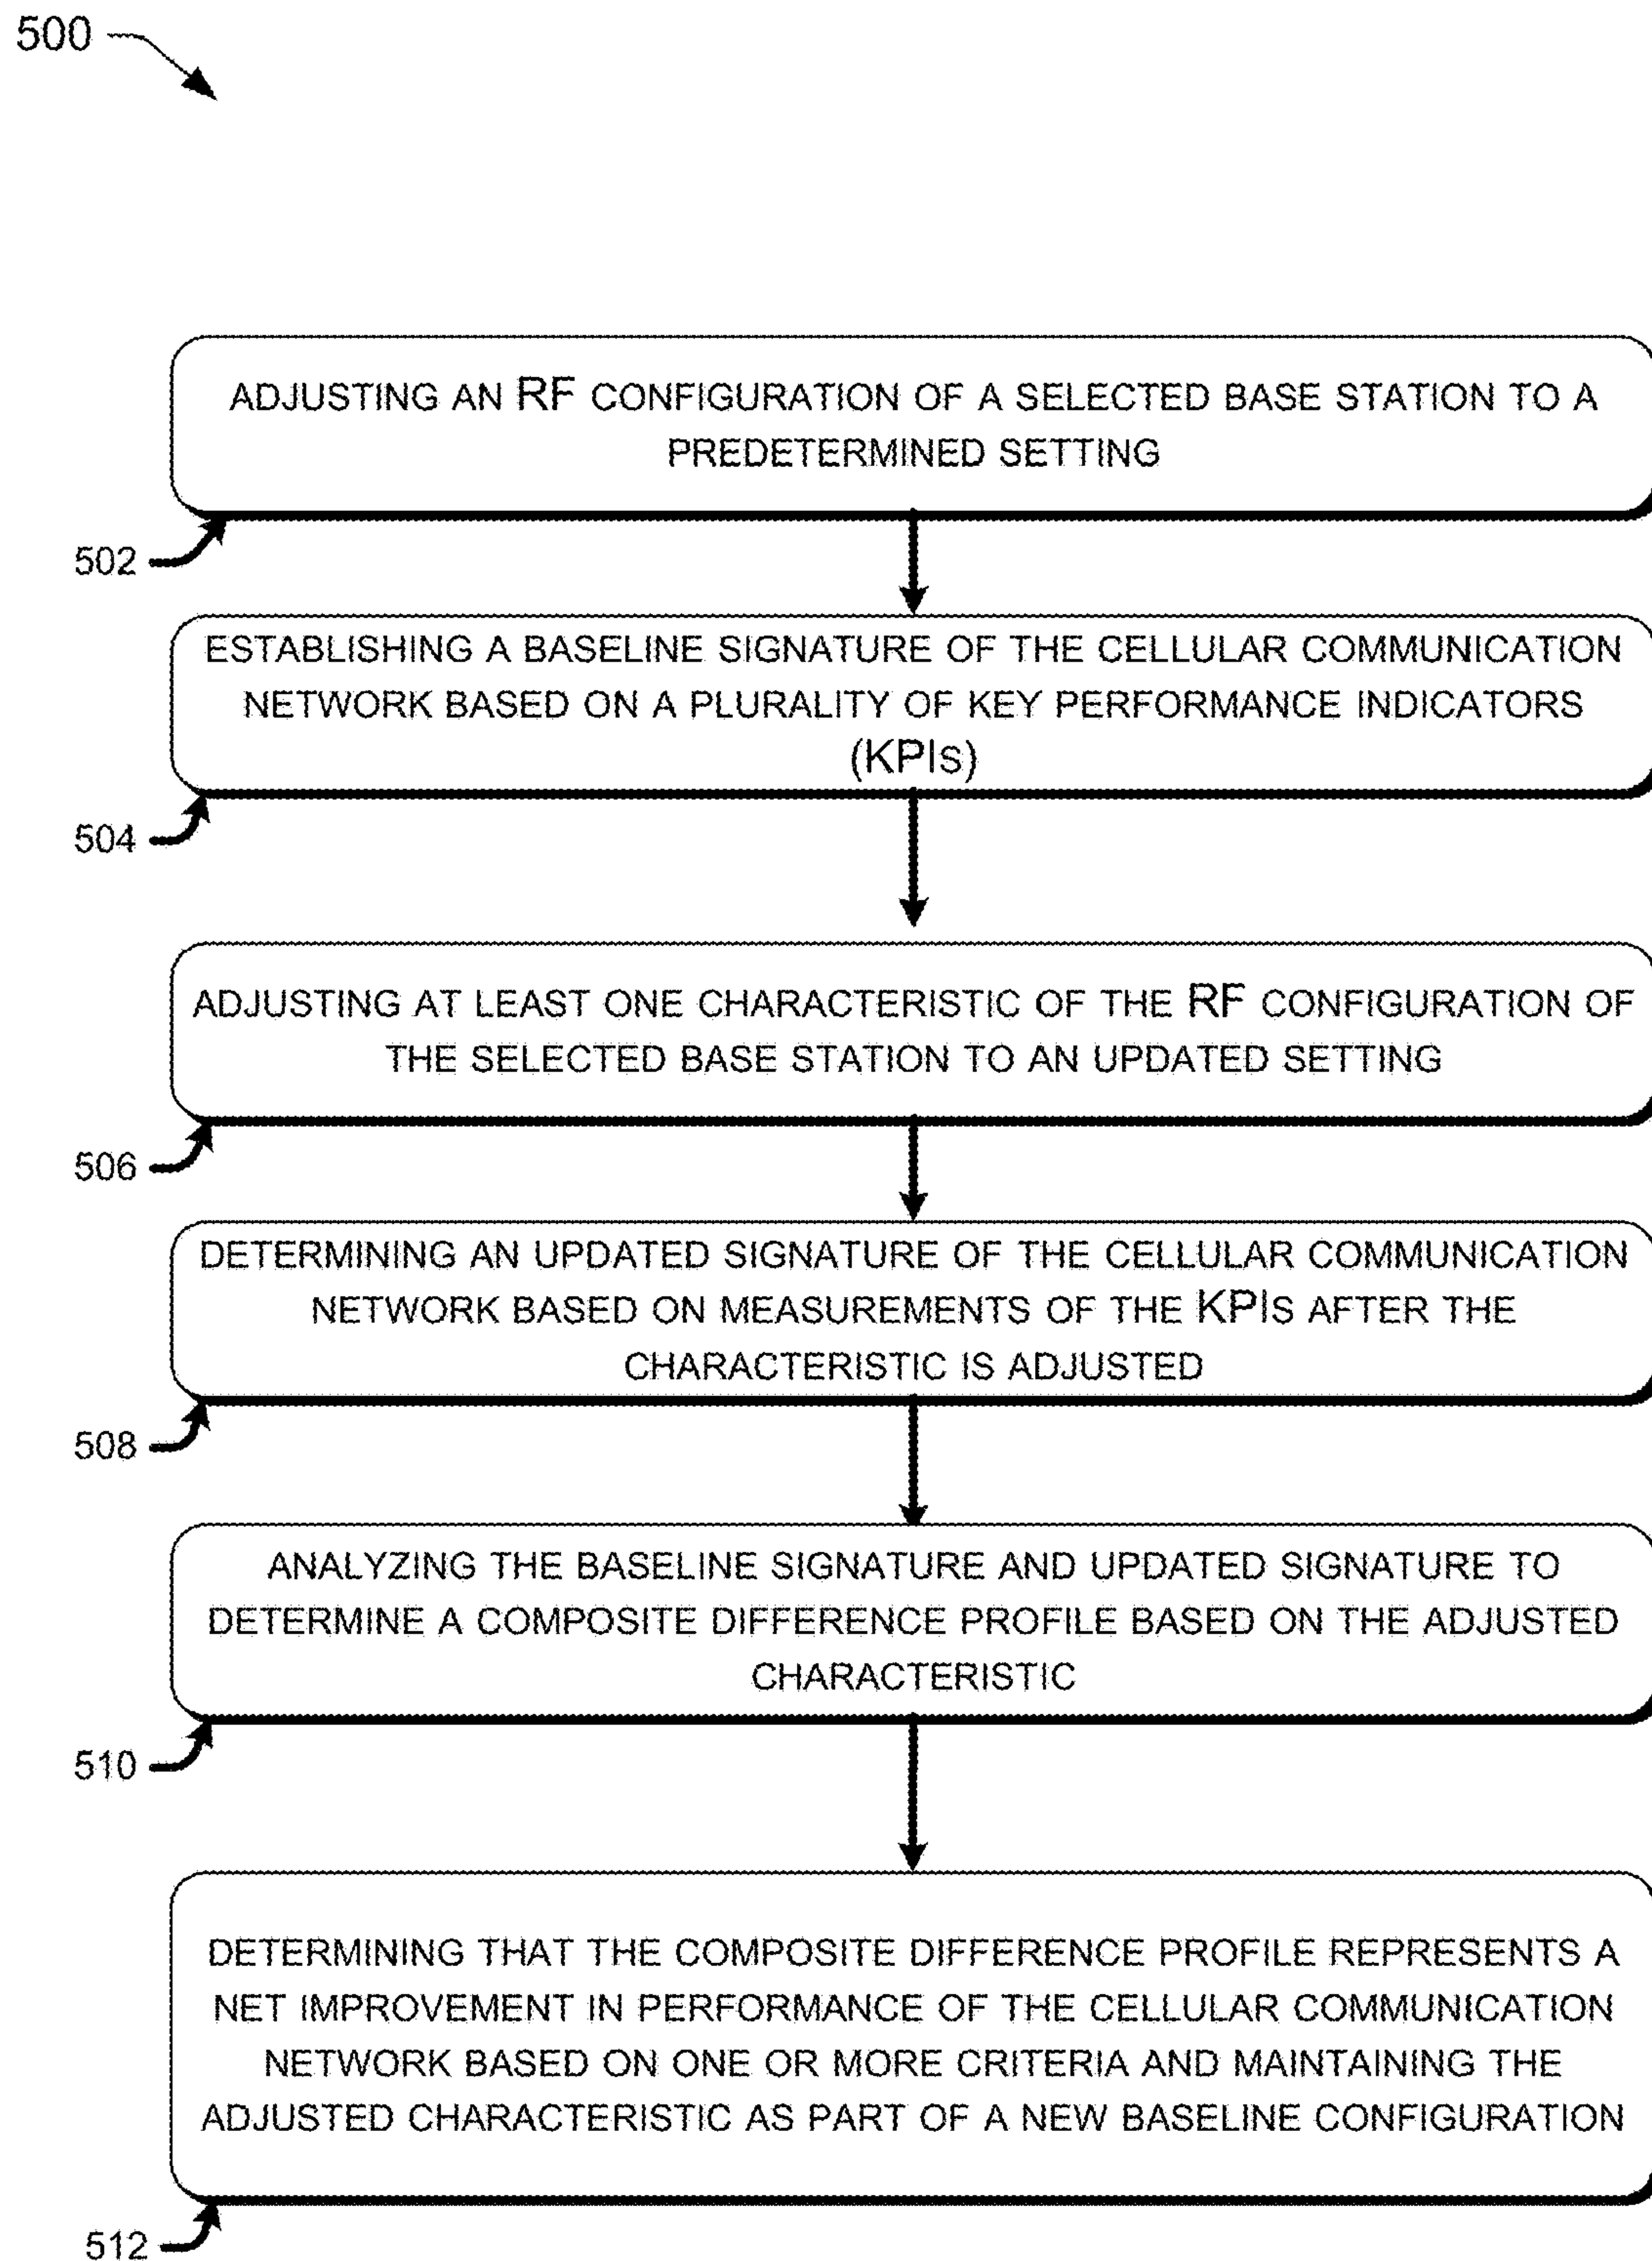 500
ADJUSTING AN RF CONFIGURATION OF A SELECTED BASE STATION TO A
PREDETERMINED SETTING
502
ESTABLISHING A BASELINE SIGNATURE OF THE CELLULAR COMMUNICATION
NETWORK BASED ON A PLURALITY OF KEY PERFORMANCE INDICATORS
(KPIS)
504
ADJUSTING AT LEAST ONE CHARACTERISTIC OF THE RF CONFIGURATION OF
THE SELECTED BASE STATION TO AN UPDATED SETTING
506
DETERMINING AN UPDATED SIGNATURE OF THE CELLULAR COMMUNICATION
NETWORK BASED ON MEASUREMENTS OF THE KPIS AFTER THE
CHARACTERISTIC IS ADJUSTED
508
ANALYZING THE BASELINE SIGNATURE AND UPDATED SIGNATURE TO
DETERMINE A COMPOSITE DIFFERENCE PROFILE BASED ON THE ADJUSTED
CHARACTERISTIC
510
DETERMINING THAT THE COMPOSITE DIFFERENCE PROFILE REPRESENTS A
NET IMPROVEMENT IN PERFORMANCE OF THE CELLULAR COMMUNICATION
NETWORK BASED ON ONE OR MORE CRITERIA AND MAINTAINING THE
ADJUSTED CHARACTERISTIC AS PART OF A NEW BASELINE CONFIGURATION
512